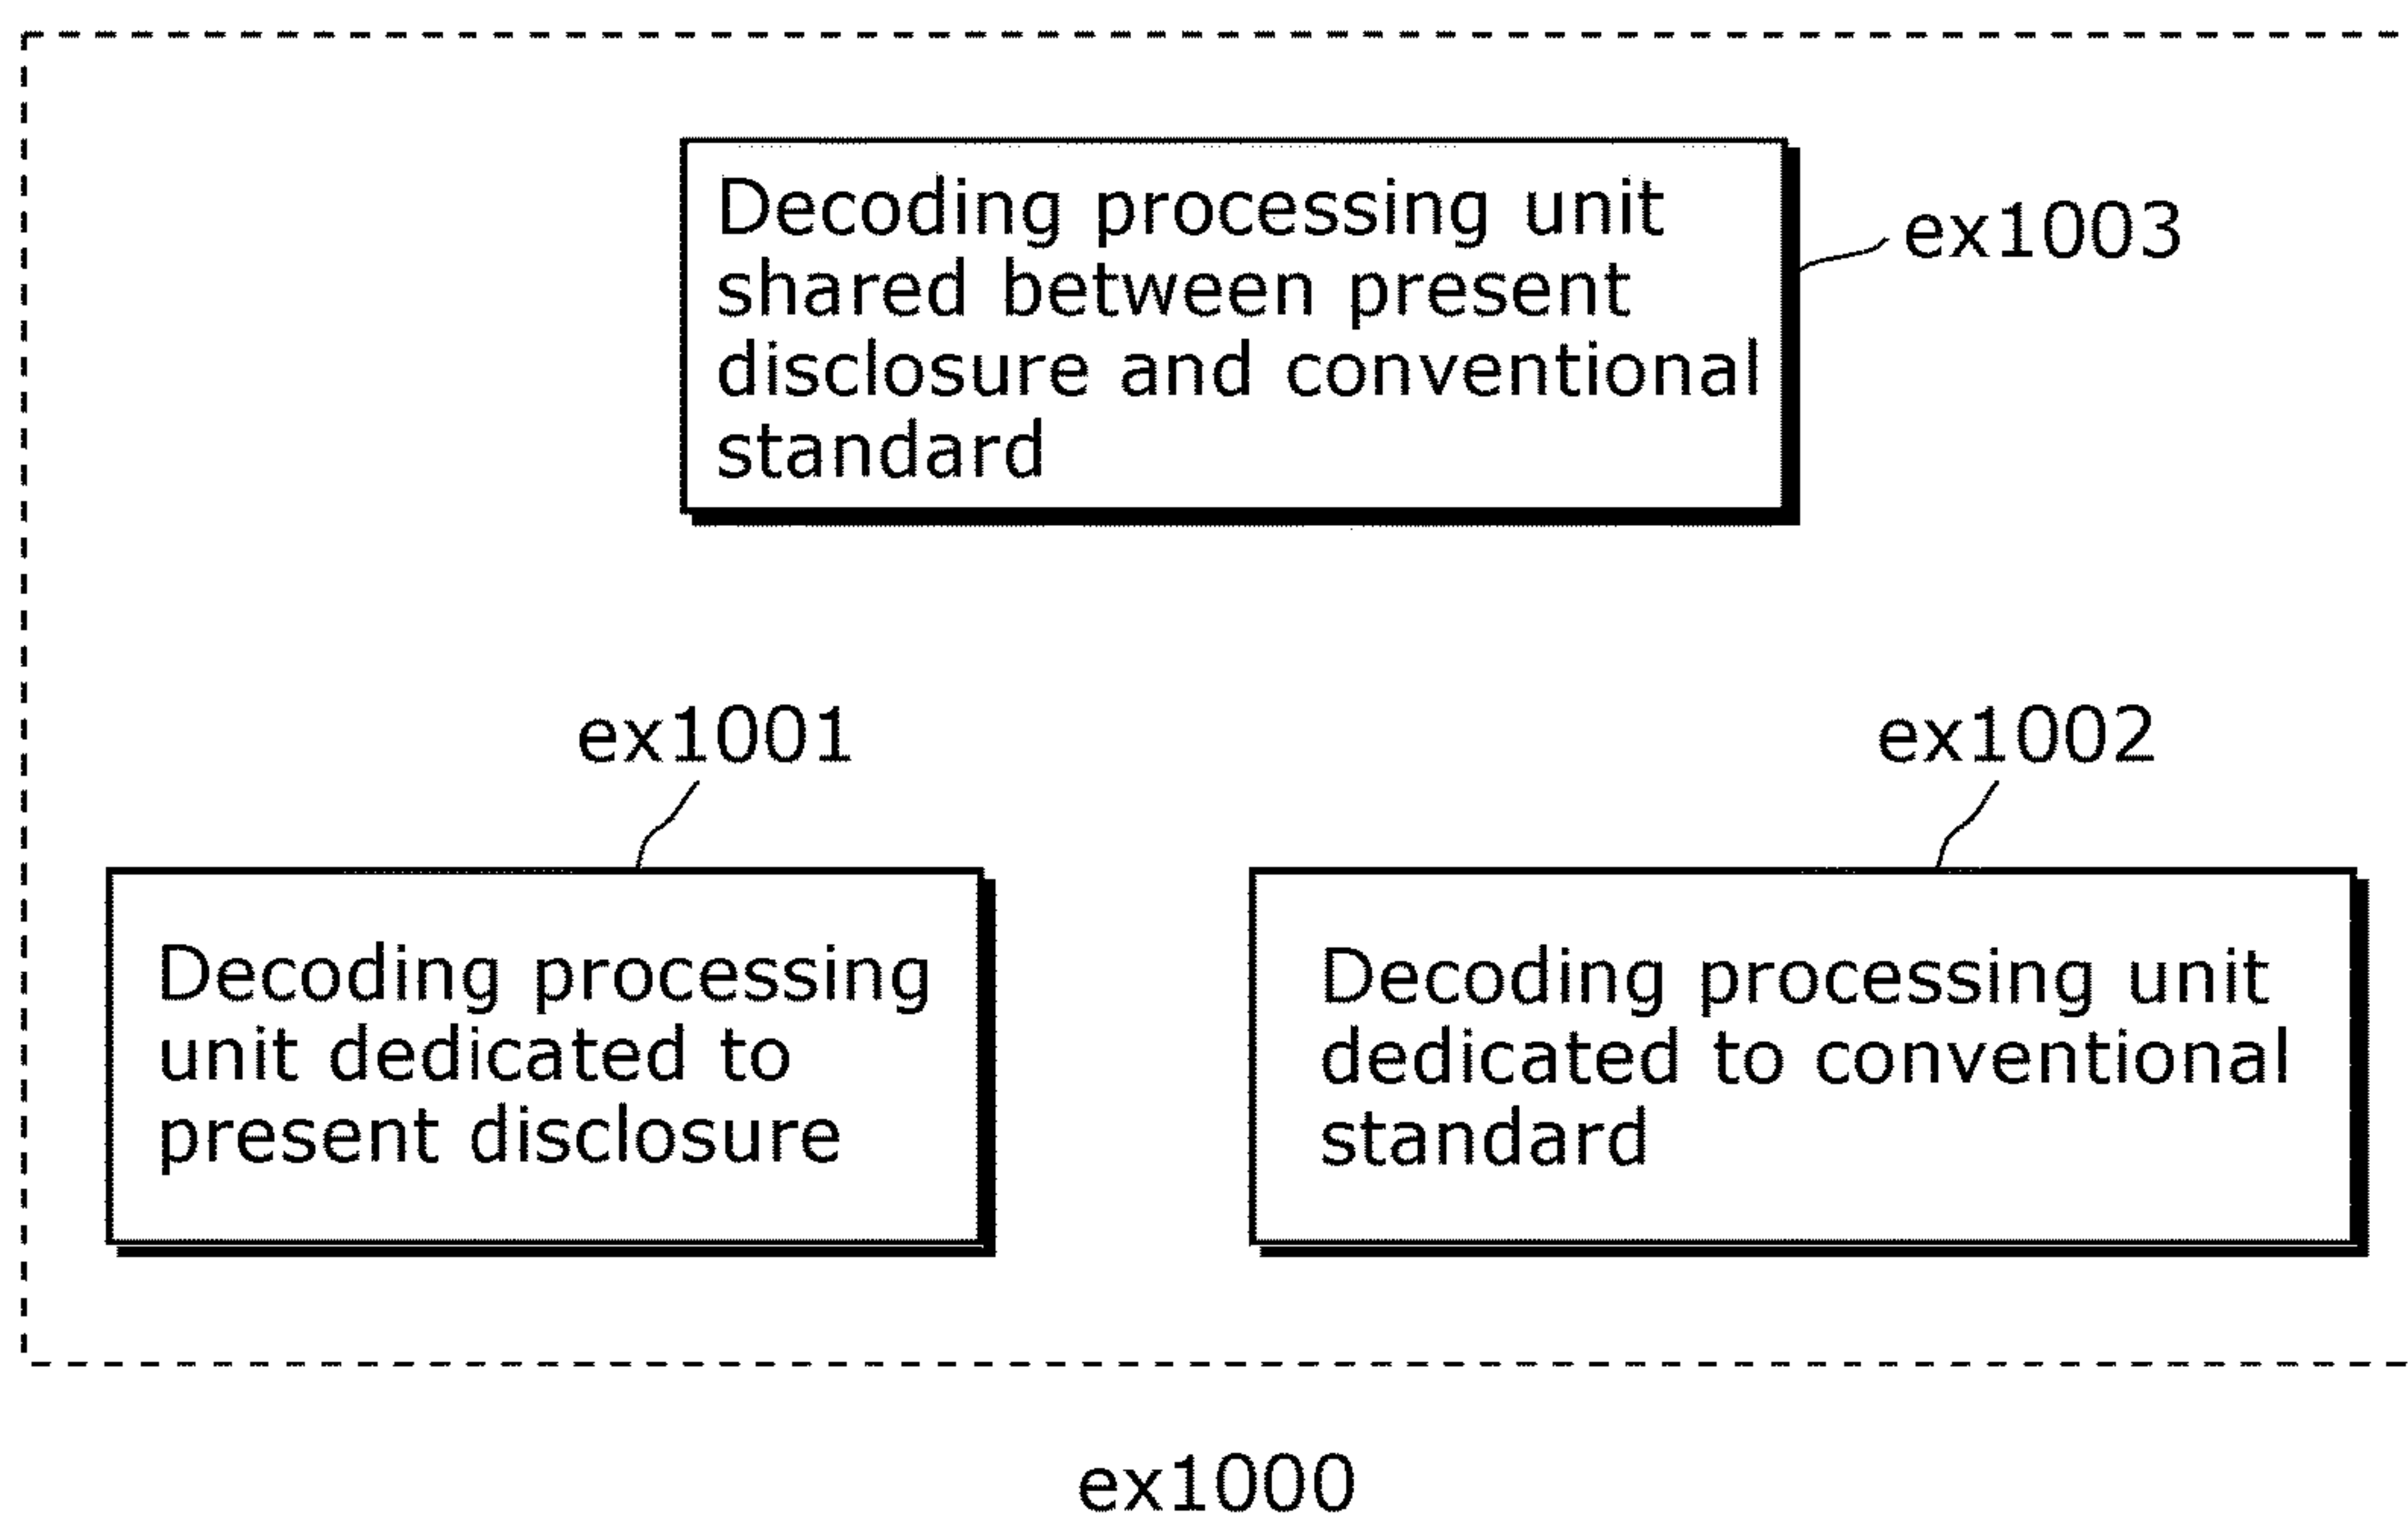 Decoding processing unit
shared between present
disclosure and conventional
standard
ex1003
ex1001
ex1002
Decoding processing
unit dedicated to
present disclosure
Decoding processing unit
dedicated to conventional
standard
ex1000